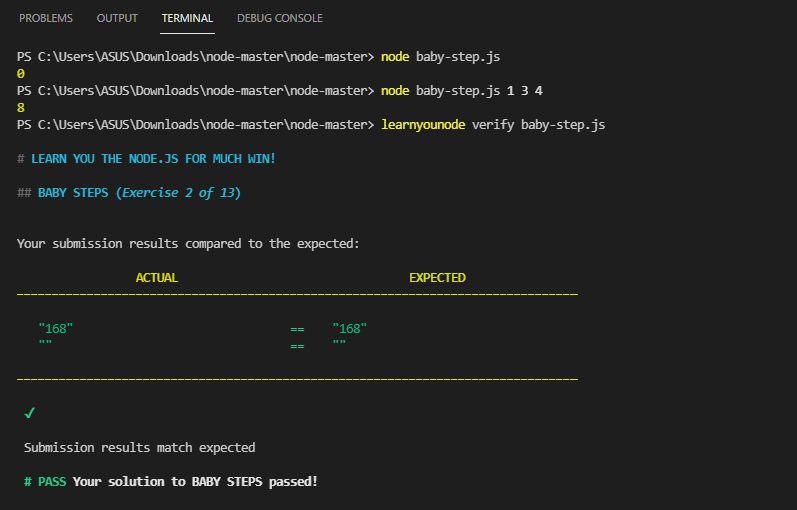 PROBLEMS OUTPUT TERMINAL DEBUG CONSOLE
PS C:\Users\ASUS\Downloads\node-master\node-master> node baby-step.js
0
PS C:\Users\ASUS\Downloads\node-master\node-master> node baby-step.js 1 3 4
8
PS C:\Users\ASUS\Downloads\node-master\node-master> learnyounode verify baby-step.js
# LEARN YOU THE NODE.JS FOR MUCH WIN!
## BABY STEPS (Exercise 2 of 13)
Your submission results compared to the expected:
ACTUAL EXPECTED
"168" == "168"
"" == ""
✔
Submission results match expected
# PASS Your solution to BABY STEPS passed!